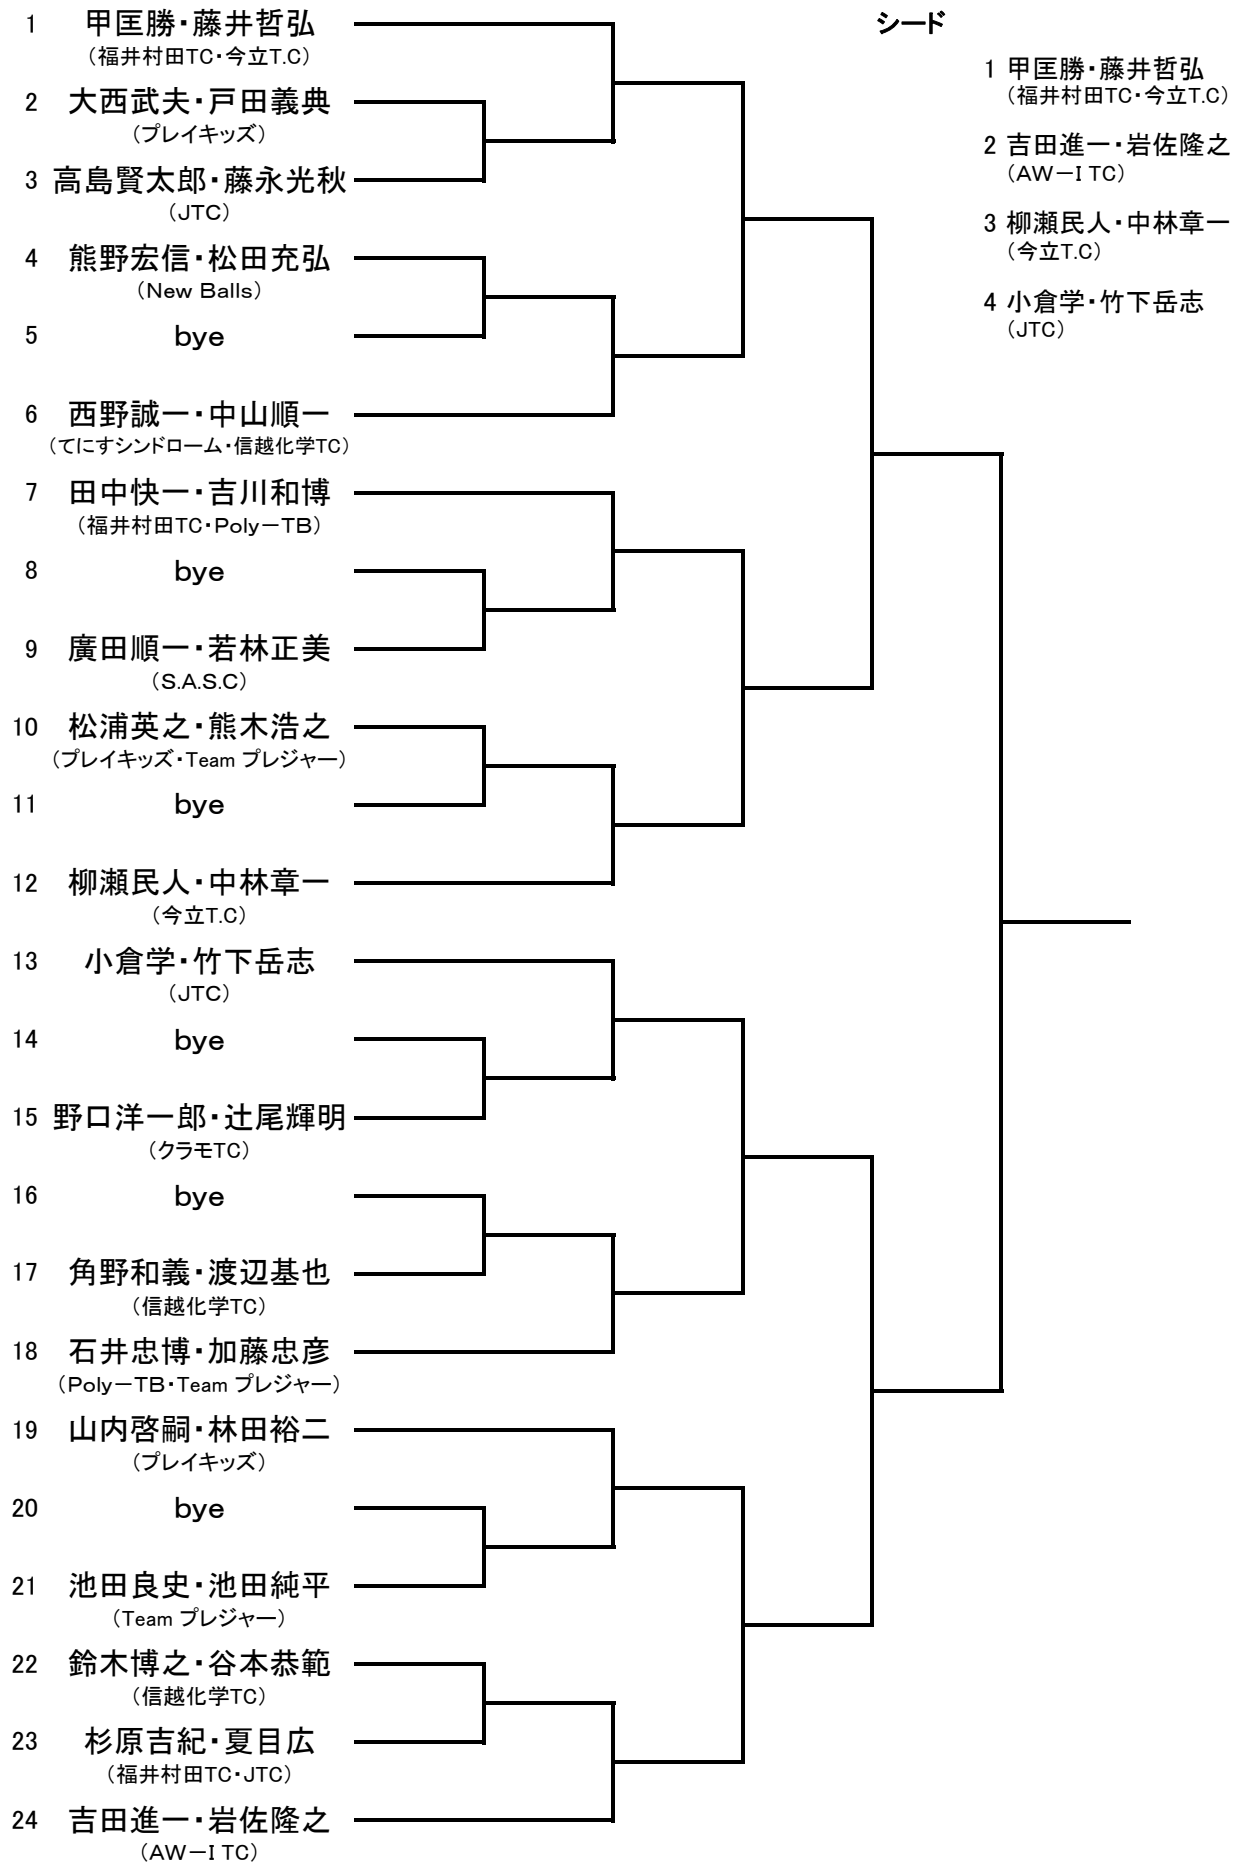 1 甲匡勝・藤井哲弘
（福井村田TC・今立T.C）
2 大西武夫・戸田義典
（プレイキッズ）
3 高島賢太郎・藤永光秋
（JTC）
4 熊野宏信・松田充弘
（New Balls）
5 bye
6 西野誠一・中山順一
（てにすシンドローム・信越化学TC）
7 田中快一・吉川和博
（福井村田TC・Poly－TB）
8 bye
9 廣田順一・若林正美
（S.A.S.C）
10 松浦英之・熊木浩之
（プレイキッズ・Team プレジャー）
11 bye
12 柳瀬民人・中林章一
（今立T.C）
13 小倉学・竹下岳志
（JTC）
14 bye
15 野口洋一郎・辻尾輝明
（クラモTC）
16 bye
17 角野和義・渡辺基也
（信越化学TC）
18 石井忠博・加藤忠彦
（Poly－TB・Team プレジャー）
19 山内啓嗣・林田裕二
（プレイキッズ）
20 bye
21 池田良史・池田純平
（Team プレジャー）
22 鈴木博之・谷本恭範
（信越化学TC）
23 杉原吉紀・夏目広
（福井村田TC・JTC）
24 吉田進一・岩佐隆之
（AW－I TC）
シード
1 甲匡勝・藤井哲弘
（福井村田TC・今立T.C）
2 吉田進一・岩佐隆之
（AW－I TC）
3 柳瀬民人・中林章一
（今立T.C）
4 小倉学・竹下岳志
（JTC）